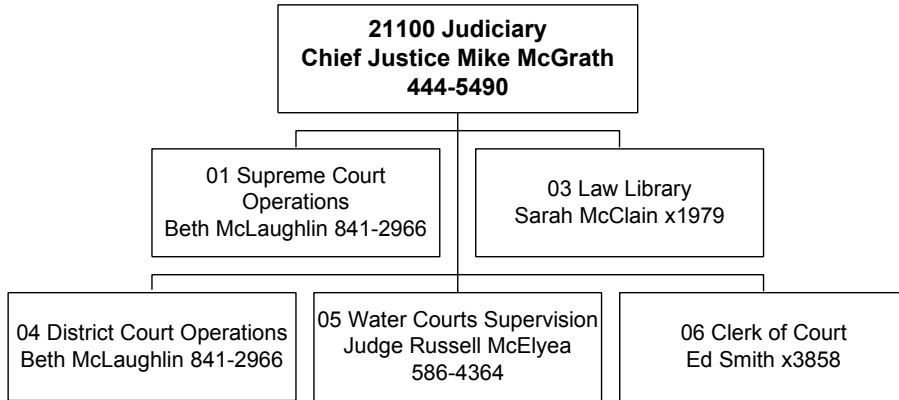 21100 Judiciary
Chief Justice Mike McGrath
444-5490
01 Supreme Court
Operations
Beth McLaughlin 841-2966
03 Law Library
Sarah McClain x1979
04 District Court Operations
Beth McLaughlin 841-2966
05 Water Courts Supervision
Judge Russell McElyea
586-4364
06 Clerk of Court
Ed Smith x3858